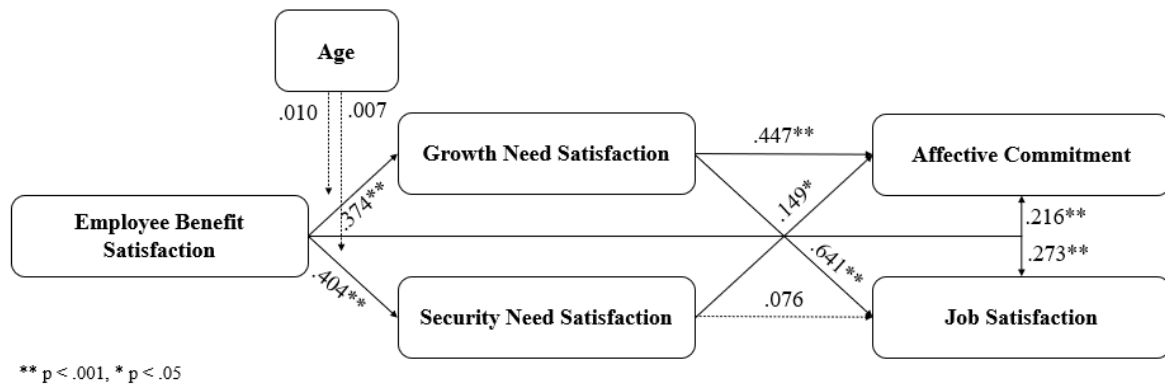 Age
.010
.007
Growth Need Satisfaction
.447**
Affective Commitment
.374**
.149*
Employee Benefit
Satisfaction
.216**
.273**
.404**
.641**
Security Need Satisfaction
.076
Job Satisfaction
** p < .001, * p < .05